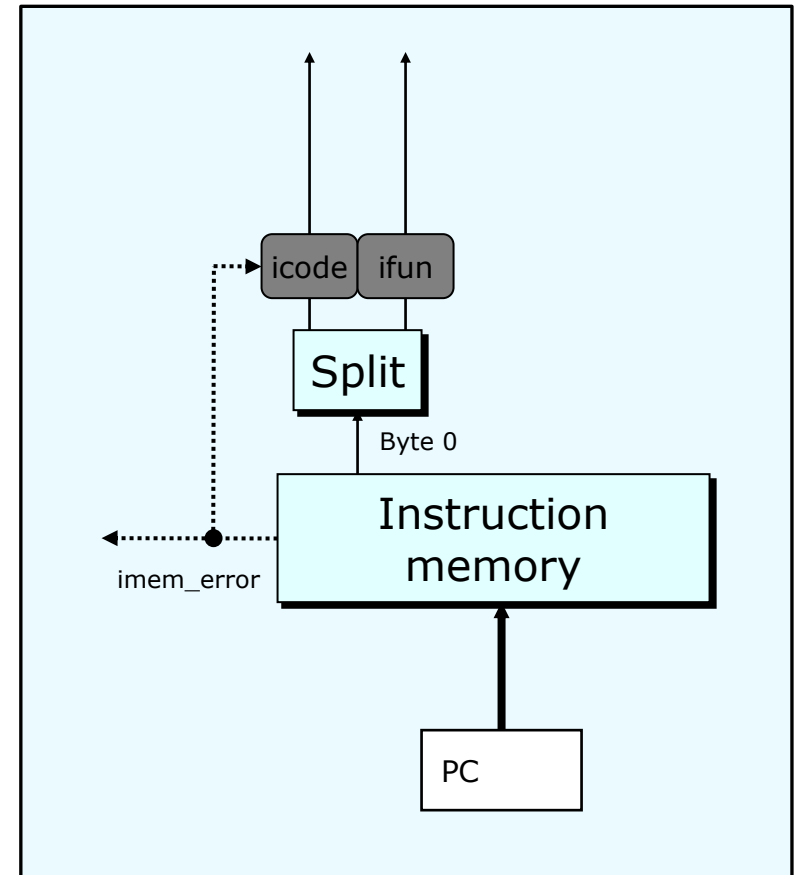 icode ifun
Split
Byte 0
Instruction
memory
imem_error
PC